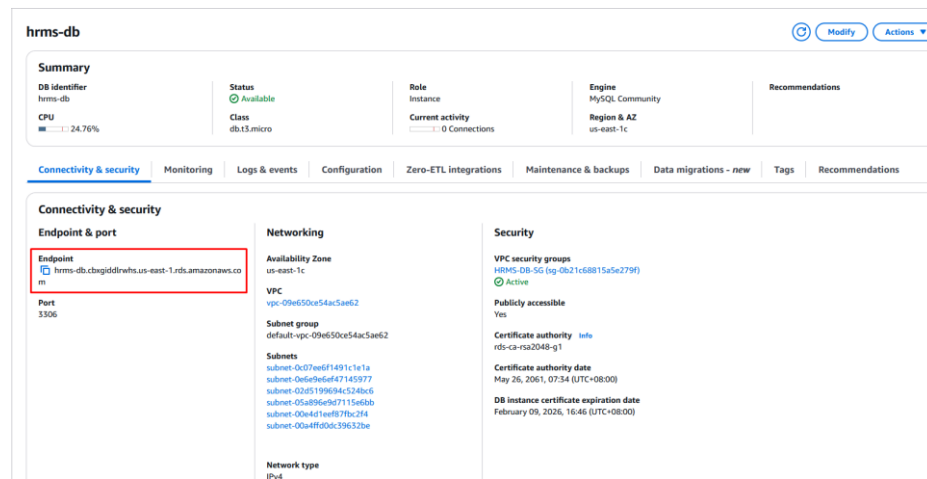 hrms-db
Modify
Actions
Summary
DB identifier
hrms-db
Status
Available
Role
Instance
Engine
MySQL Community
Recommendations
CPU
24.76%
Class
db.t3.micro
Current activity
0 Connections
Region & AZ
us-east-1c
Connectivity & security Monitoring Logs & events Configuration Zero-ETL integrations Maintenance & backups Data migrations - new Tags Recommendations
Connectivity & security
Endpoint & port
Endpoint
hrms-db.cbxgiddlrwhs.us-east-1.rds.amazonaws.co
m
Port
3306
Networking
Availability Zone
us-east-1c
VPC
vpc-09e650ce54ac5ae62
Subnet group
default-vpc-09e650ce54ac5ae62
Subnets
subnet-0c07ee6f1491c1e1a
subnet-0e6e9e6ef47145977
subnet-02d5199694c524bc6
subnet-05a896e9d7115e6bb
subnet-00e4d1eef87fbc2f4
subnet-00a4ffd0dc39632be
Network type
IPv4
Security
VPC security groups
HRMS-DB-SG (sg-0b21c68815a5e279f)
Active
Publicly accessible
Yes
Certificate authority Info
rds-ca-rsa2048-g1
Certificate authority date
May 26, 2061, 07:34 (UTC+08:00)
DB instance certificate expiration date
February 09, 2026, 16:46 (UTC+08:00)